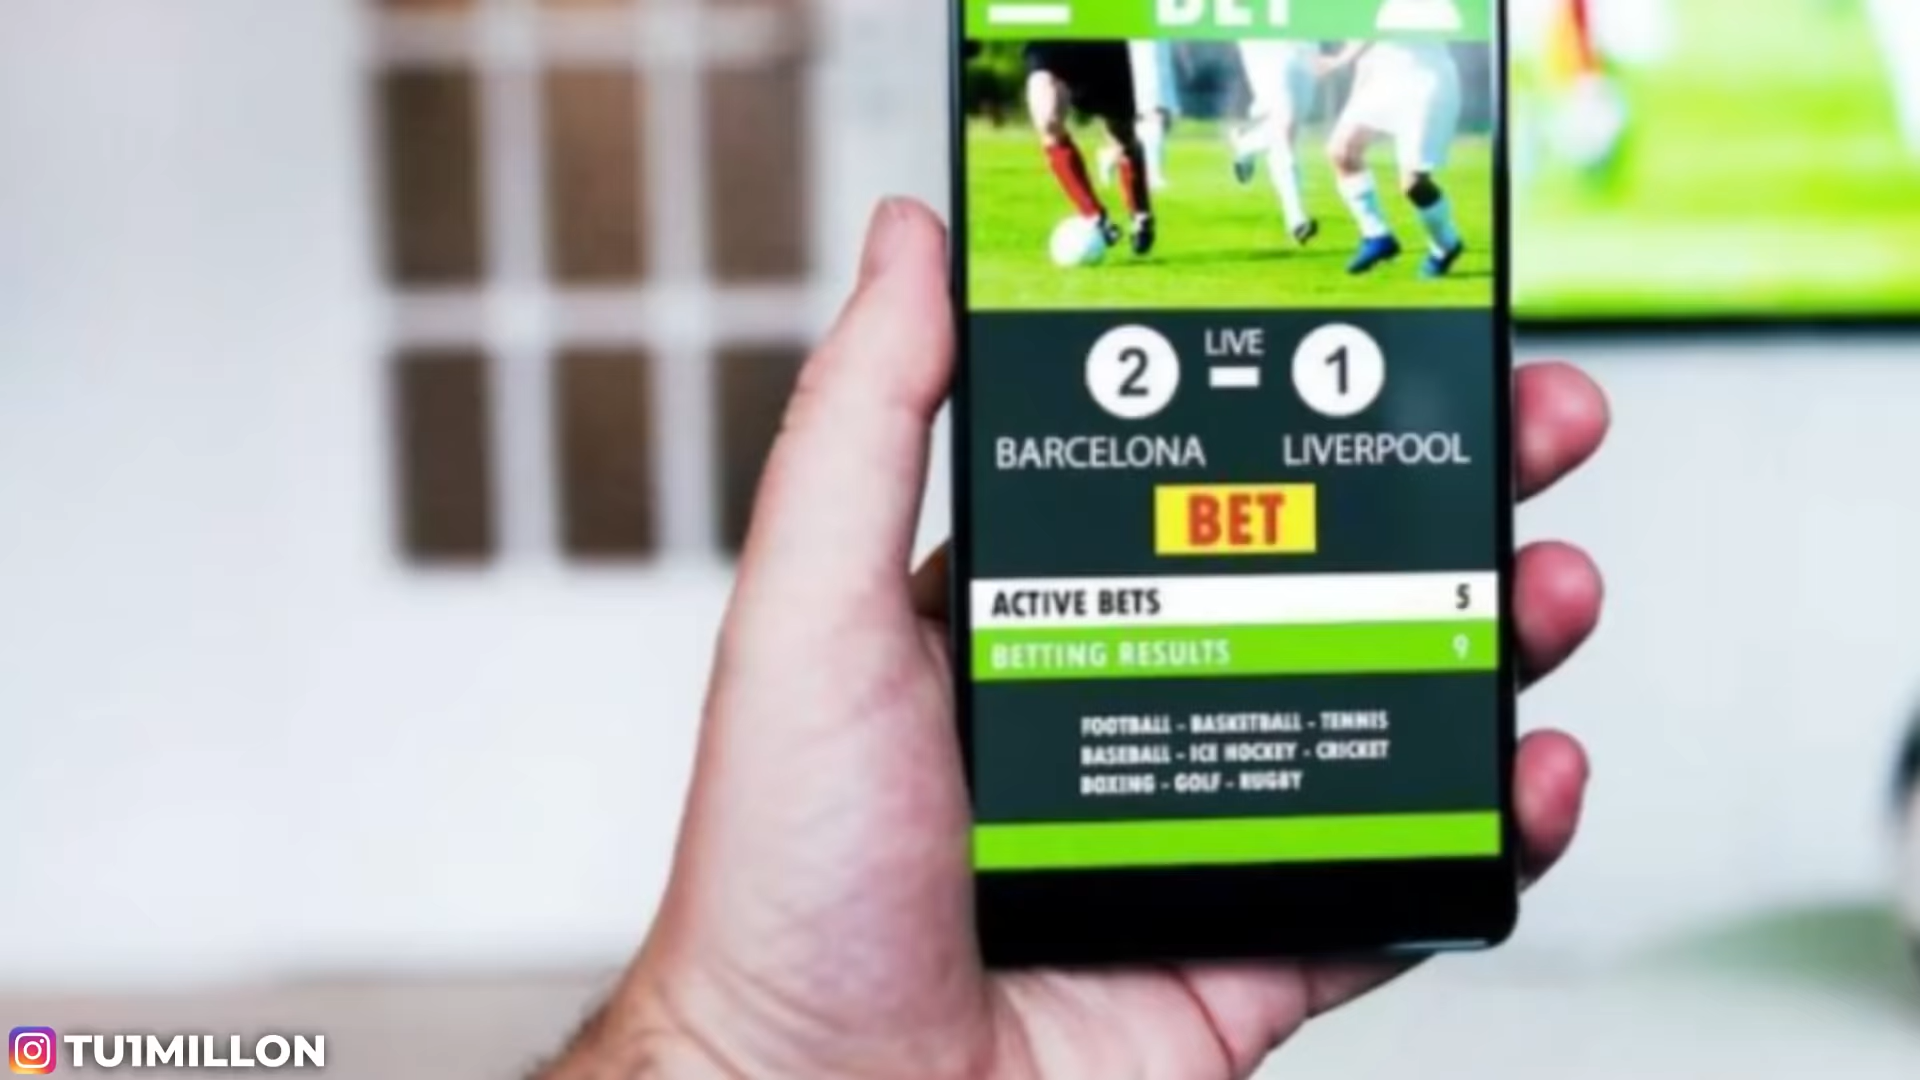 BET
2 LIVE 1
BARCELONA LIVERPOOL
BET
ACTIVE BETS 5
BETTING RESULTS 9
FOOTBALL - BASKETBALL - TENNIS
BASEBALL - ICE HOCKEY - CRICKET
BOXING - GOLF - RUGBY
TU1MILLON